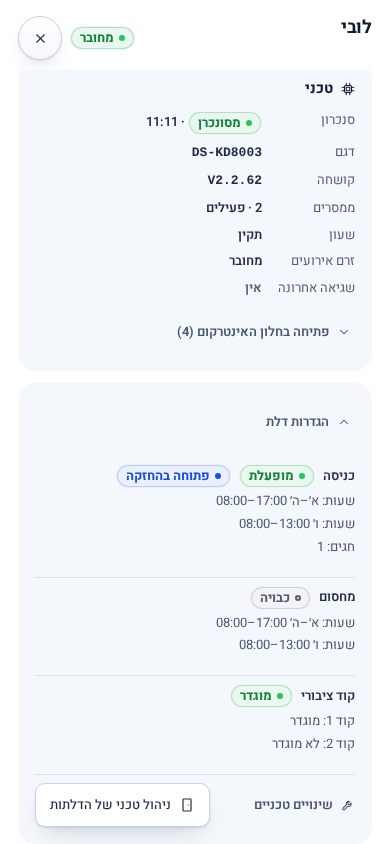 לובי
מחובר
טכני
סנכרון מסונכרן · 11:11
דגם DS-KD8003
קושחה V2.2.62
ממסרים 2 · פעילים
שעון תקין
זרם אירועים מחובר
שגיאה אחרונה אין
פתיחה בחלון האינטרקום (4)
הגדרות דלת
כניסה מופעלת פתוחה בהחזקה
שעות: א׳–ה׳ 08:00–17:00
שעות: ו׳ 08:00–13:00
חגים: 1
מחסום כבויה
שעות: א׳–ה׳ 08:00–17:00
שעות: ו׳ 08:00–13:00
קוד ציבורי מוגדר
קוד 1: מוגדר
קוד 2: לא מוגדר
שינויים טכניים ניהול טכני של הדלתות